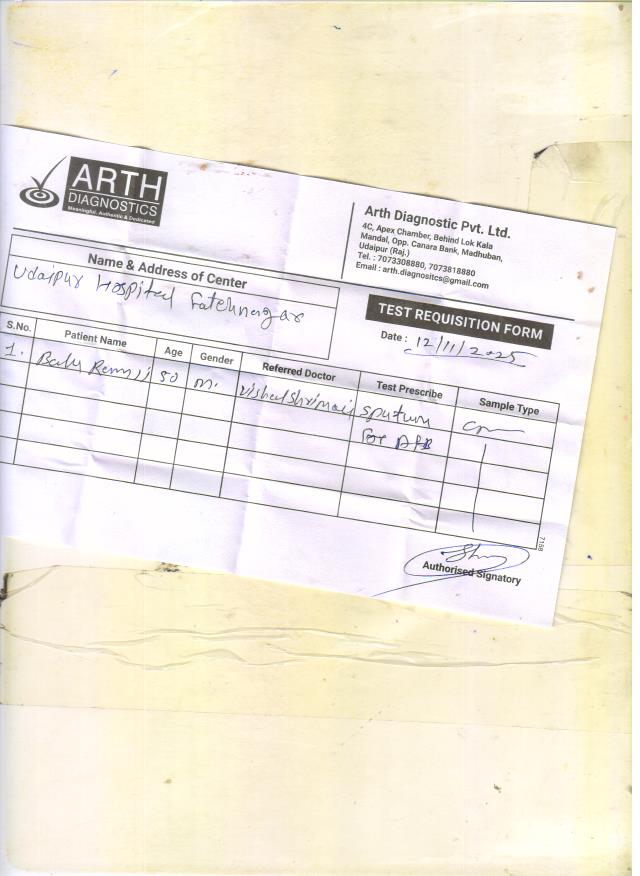 ARTH
DIAGNOSTICS
Meaningful, Authentic & Dedicated
Arth Diagnostic Pvt. Ltd.
4C, Apex Chamber, Behind Lok Kala
Mandal, Opp. Canara Bank, Madhuban,
Udaipur (Raj.)
Tel. : 7073308880, 7073818880
Email : arth.diagnositcs@gmail.com
Name & Address of Center
Udaipur Hospital Fatehnagar
TEST REQUISITION FORM
Date : 12/11/2025
S.No. Patient Name Age Gender Referred Doctor Test Prescribe Sample Type
1. 50 M. sputum
for AFB
7158
Authorised Signatory